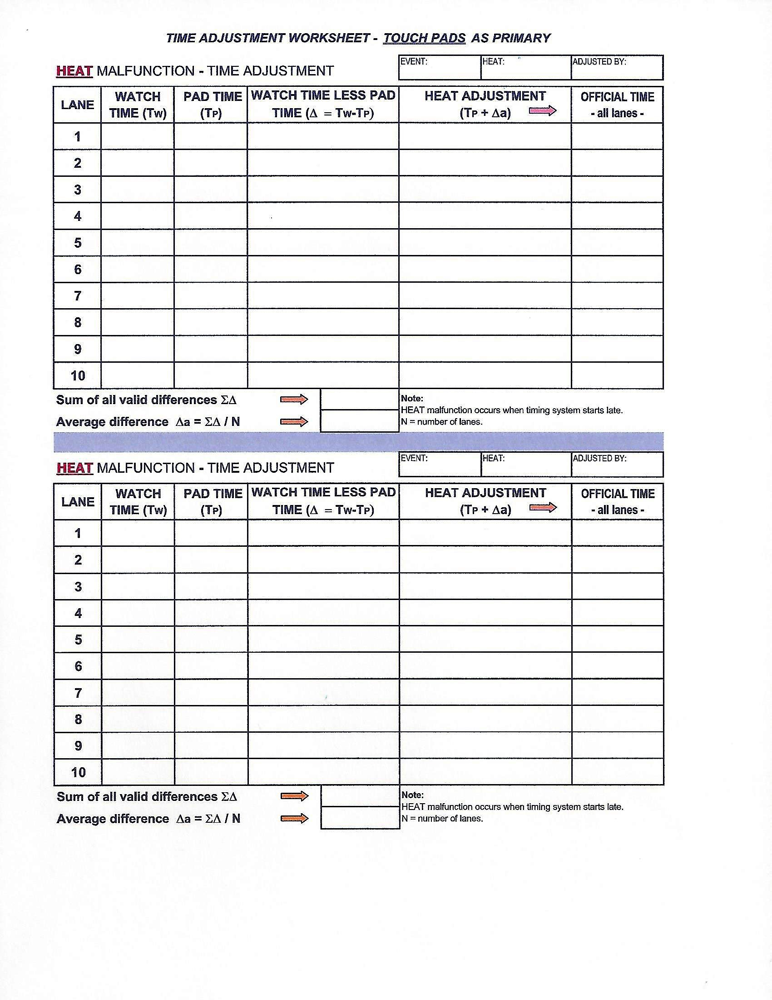 TIME ADJUSTMENT WORKSHEET - TOUCH PADS AS PRIMARY
HEAT MALFUNCTION - TIME ADJUSTMENT
EVENT: HEAT: ADJUSTED BY:
LANE WATCH TIME (TW) PAD TIME (TP) WATCH TIME LESS PAD TIME (Δ = TW-TP) HEAT ADJUSTMENT (TP + Δa) OFFICIAL TIME - all lanes -
1
2
3
4
5
6
7
8
9
10
Sum of all valid differences ΣΔ
Average difference Δa = ΣΔ / N
Note:
HEAT malfunction occurs when timing system starts late.
N = number of lanes.
HEAT MALFUNCTION - TIME ADJUSTMENT
EVENT: HEAT: ADJUSTED BY:
LANE WATCH TIME (TW) PAD TIME (TP) WATCH TIME LESS PAD TIME (Δ = TW-TP) HEAT ADJUSTMENT (TP + Δa) OFFICIAL TIME - all lanes -
1
2
3
4
5
6
7
8
9
10
Sum of all valid differences ΣΔ
Average difference Δa = ΣΔ / N
Note:
HEAT malfunction occurs when timing system starts late.
N = number of lanes.